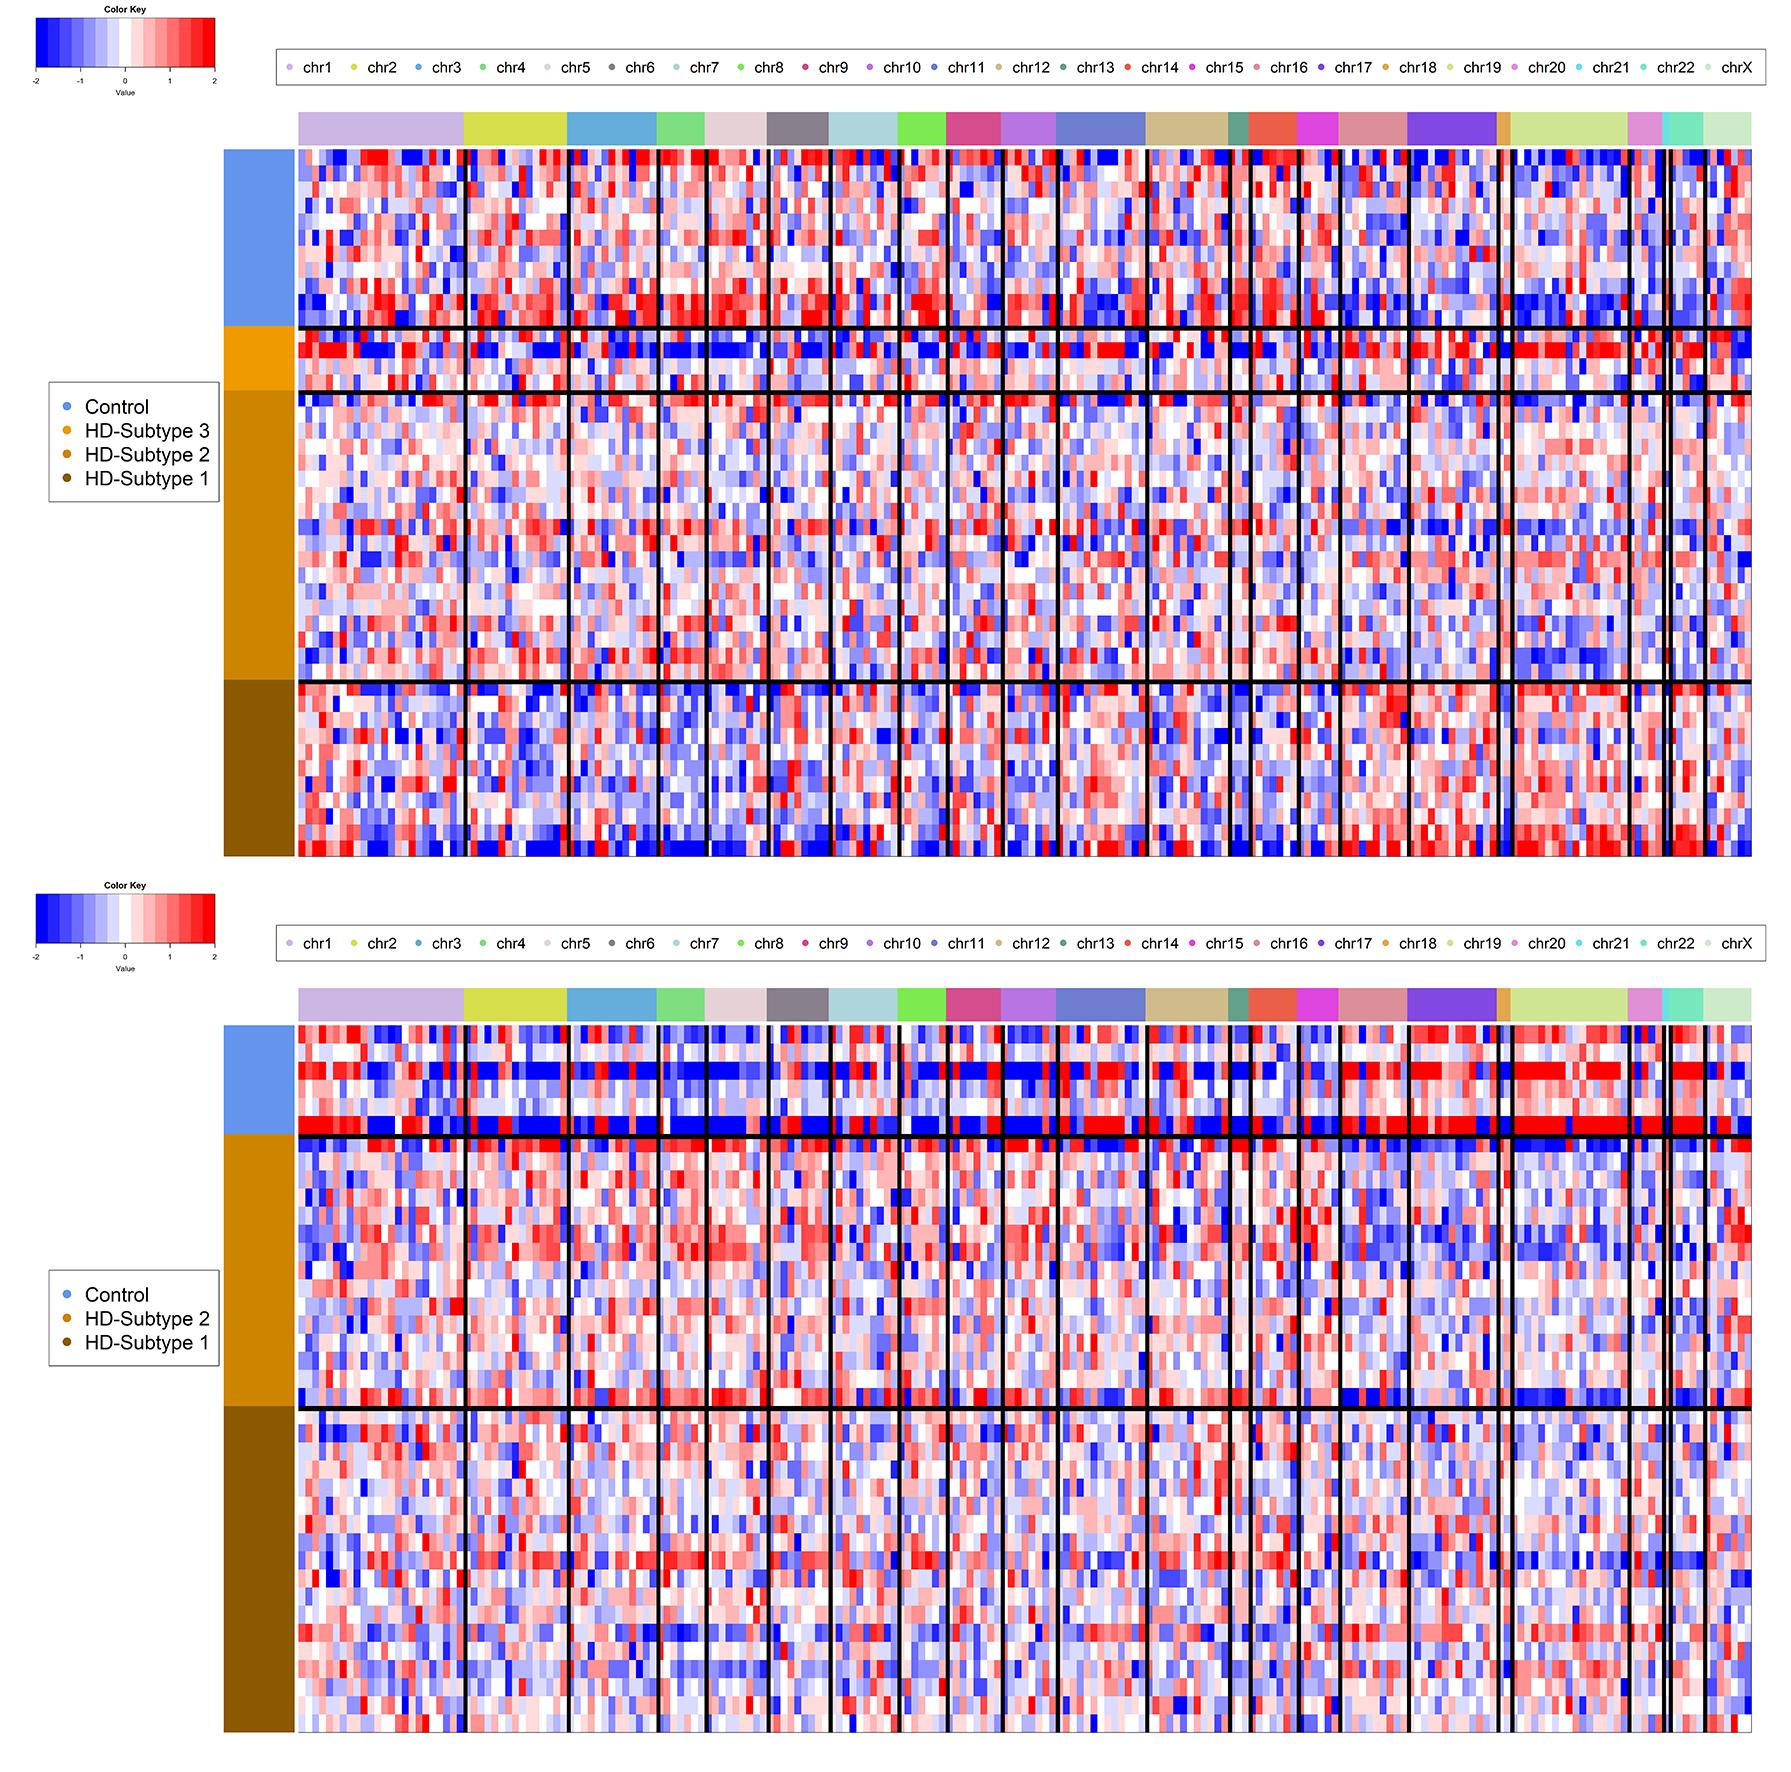 Color Key
-2 -1 0 1 2
Value
chr1 chr2 chr3 chr4 chr5 chr6 chr7 chr8 chr9 chr10 chr11 chr12 chr13 chr14 chr15 chr16 chr17 chr18 chr19 chr20 chr21 chr22 chrX
Control
HD-Subtype 3
HD-Subtype 2
HD-Subtype 1
Color Key
-2 -1 0 1 2
Value
chr1 chr2 chr3 chr4 chr5 chr6 chr7 chr8 chr9 chr10 chr11 chr12 chr13 chr14 chr15 chr16 chr17 chr18 chr19 chr20 chr21 chr22 chrX
Control
HD-Subtype 2
HD-Subtype 1